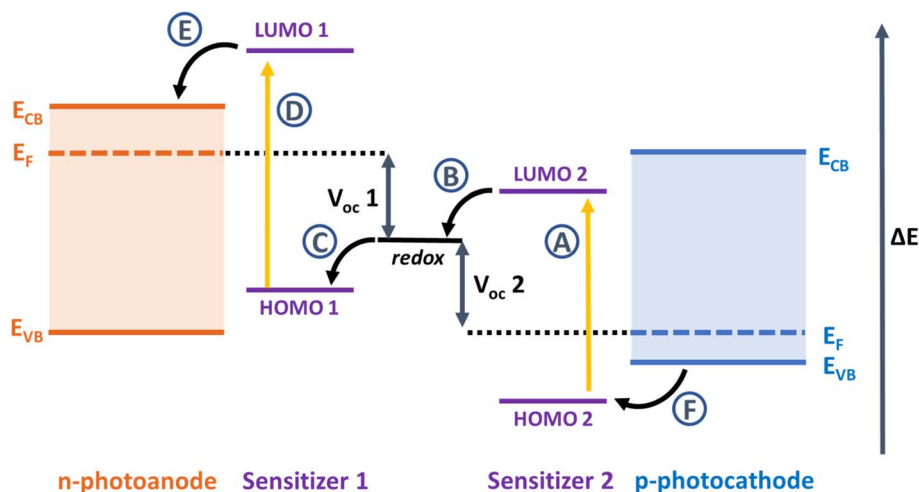 E
LUMO 1
E_CB
D
E_F
E_CB
B
LUMO 2
V_oc 1
C
A
ΔE
redox
HOMO 1
V_oc 2
E_VB
E_F
E_VB
HOMO 2
F
n-photoanode
Sensitizer 1
Sensitizer 2
p-photocathode